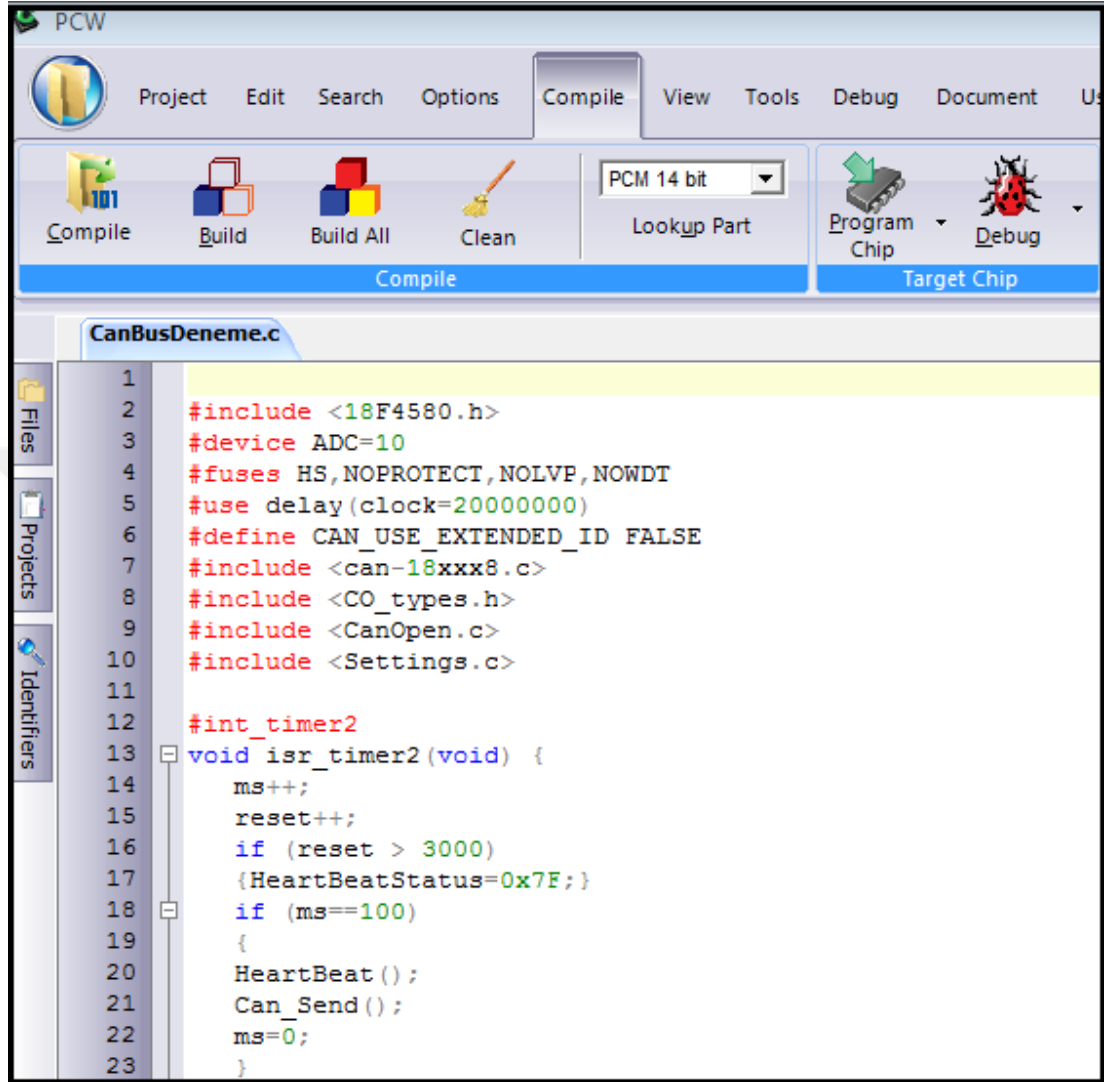 PCW
Project Edit Search Options Compile View Tools Debug Document
101
Compile Build Build All Clean PCM 14 bit Lookup Part Program Chip Debug
Compile Target Chip
CanBusDeneme.c
Files
Projects
Identifiers
1
2 #include <18F4580.h>
3 #device ADC=10
4 #fuses HS,NOPROTECT,NOLVP,NOWDT
5 #use delay(clock=20000000)
6 #define CAN_USE_EXTENDED_ID FALSE
7 #include <can-18xxx8.c>
8 #include <CO_types.h>
9 #include <CanOpen.c>
10 #include <Settings.c>
11
12 #int_timer2
13 void isr_timer2(void) {
14 ms++;
15 reset++;
16 if (reset > 3000)
17 {HeartBeatStatus=0x7F;}
18 if (ms==100)
19 {
20 HeartBeat();
21 Can_Send();
22 ms=0;
23 }